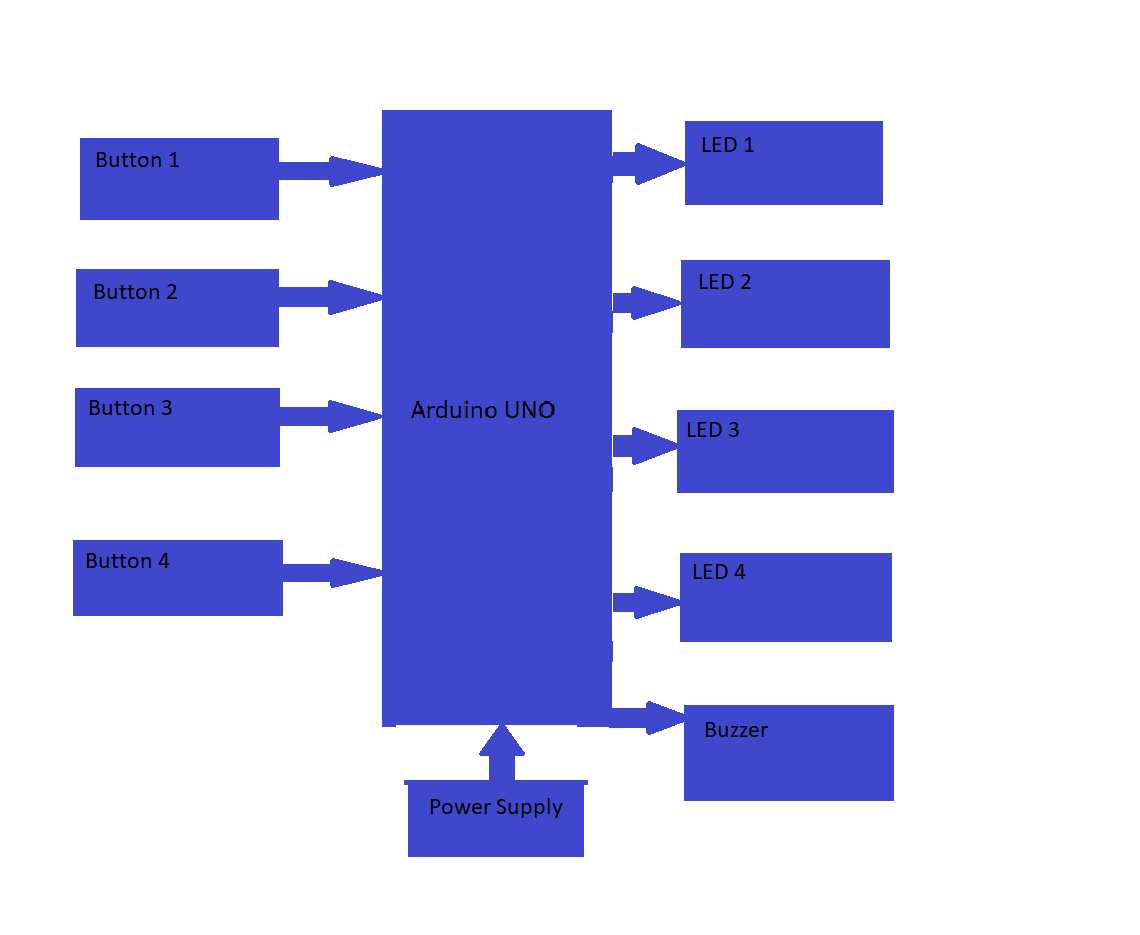 Button 1
Button 2
Button 3
Button 4
Arduino UNO
LED 1
LED 2
LED 3
LED 4
Buzzer
Power Supply